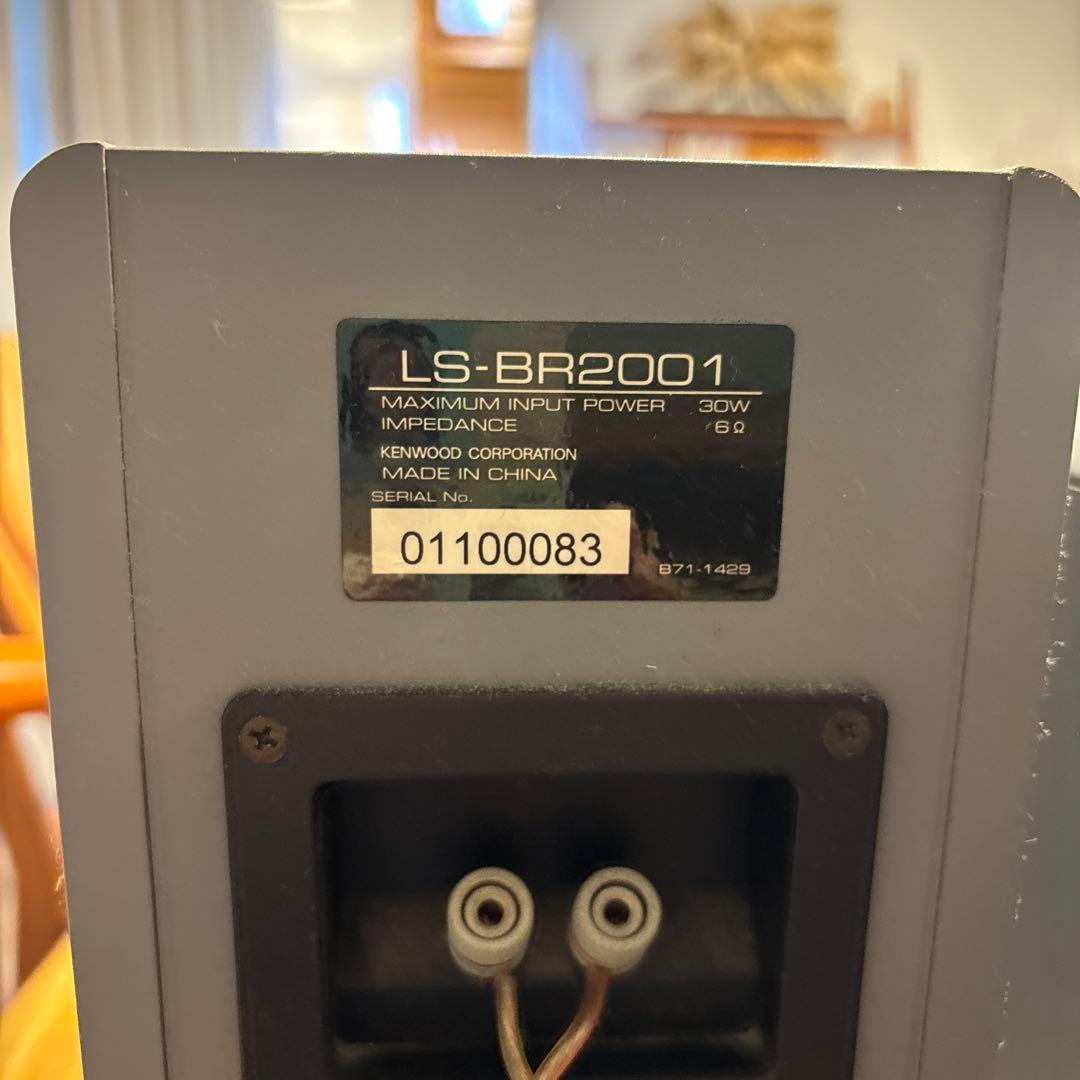 LS-BR2001
MAXIMUM INPUT POWER 30W
IMPEDANCE 6Ω
KENWOOD CORPORATION
MADE IN CHINA
SERIAL No.
01100083
B71-1429